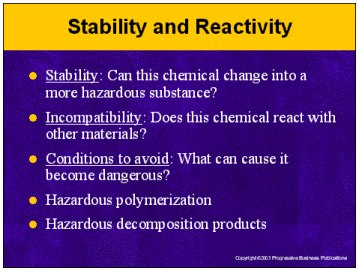 Stability and Reactivity
Stability: Can this chemical change into a
more hazardous substance?
Incompatibility: Does this chemical react with
other materials?
Conditions to avoid: What can cause it
become dangerous?
Hazardous polymerization
Hazardous decomposition products
Copyright ©2003 Progressive Business Publications